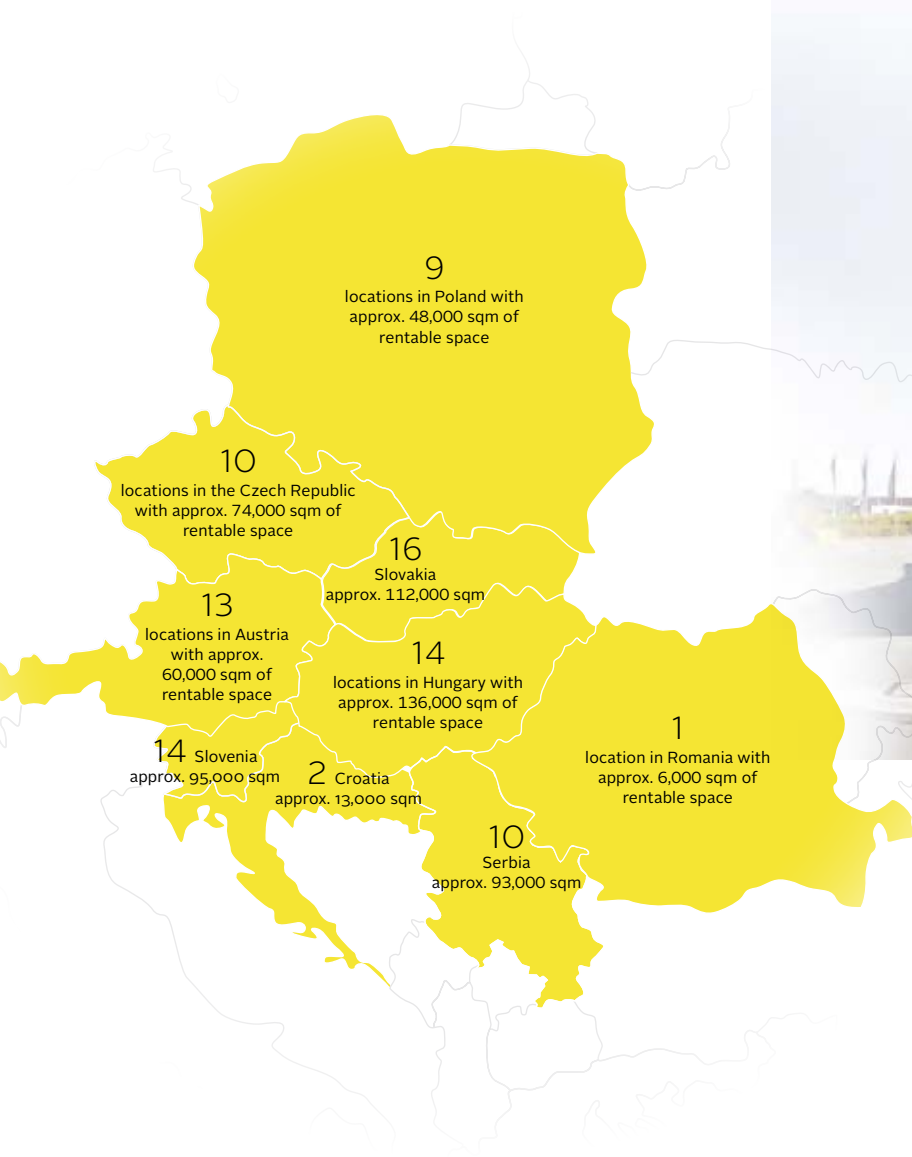 9
locations in Poland with
approx. 48,000 sqm of
rentable space
10
locations in the Czech Republic
with approx. 74,000 sqm of
rentable space
16
Slovakia
approx. 112,000 sqm
13
locations in Austria
with approx.
60,000 sqm of
rentable space
14
locations in Hungary with
approx. 136,000 sqm of
rentable space
1
location in Romania with
approx. 6,000 sqm of
rentable space
14 Slovenia
approx. 95,000 sqm
2 Croatia
approx. 13,000 sqm
10
Serbia
approx. 93,000 sqm